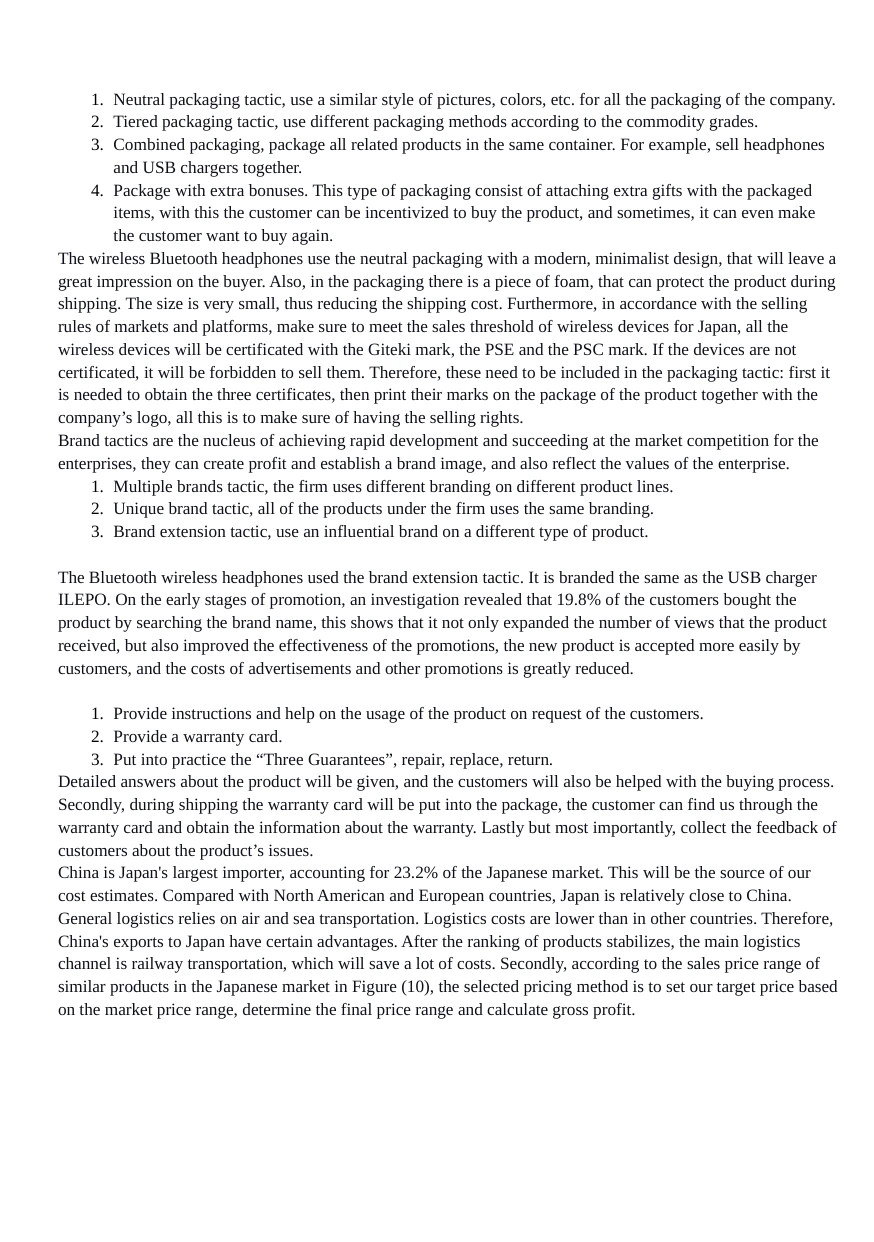 1. Neutral packaging tactic, use a similar style of pictures, colors, etc. for all the packaging of the company.
2. Tiered packaging tactic, use different packaging methods according to the commodity grades.
3. Combined packaging, package all related products in the same container. For example, sell headphones
and USB chargers together.
4. Package with extra bonuses. This type of packaging consist of attaching extra gifts with the packaged
items, with this the customer can be incentivized to buy the product, and sometimes, it can even make
the customer want to buy again.
The wireless Bluetooth headphones use the neutral packaging with a modern, minimalist design, that will leave a
great impression on the buyer. Also, in the packaging there is a piece of foam, that can protect the product during
shipping. The size is very small, thus reducing the shipping cost. Furthermore, in accordance with the selling
rules of markets and platforms, make sure to meet the sales threshold of wireless devices for Japan, all the
wireless devices will be certificated with the Giteki mark, the PSE and the PSC mark. If the devices are not
certificated, it will be forbidden to sell them. Therefore, these need to be included in the packaging tactic: first it
is needed to obtain the three certificates, then print their marks on the package of the product together with the
company’s logo, all this is to make sure of having the selling rights.
Brand tactics are the nucleus of achieving rapid development and succeeding at the market competition for the
enterprises, they can create profit and establish a brand image, and also reflect the values of the enterprise.
1. Multiple brands tactic, the firm uses different branding on different product lines.
2. Unique brand tactic, all of the products under the firm uses the same branding.
3. Brand extension tactic, use an influential brand on a different type of product.
The Bluetooth wireless headphones used the brand extension tactic. It is branded the same as the USB charger
ILEPO. On the early stages of promotion, an investigation revealed that 19.8% of the customers bought the
product by searching the brand name, this shows that it not only expanded the number of views that the product
received, but also improved the effectiveness of the promotions, the new product is accepted more easily by
customers, and the costs of advertisements and other promotions is greatly reduced.
1. Provide instructions and help on the usage of the product on request of the customers.
2. Provide a warranty card.
3. Put into practice the “Three Guarantees”, repair, replace, return.
Detailed answers about the product will be given, and the customers will also be helped with the buying process.
Secondly, during shipping the warranty card will be put into the package, the customer can find us through the
warranty card and obtain the information about the warranty. Lastly but most importantly, collect the feedback of
customers about the product’s issues.
China is Japan's largest importer, accounting for 23.2% of the Japanese market. This will be the source of our
cost estimates. Compared with North American and European countries, Japan is relatively close to China.
General logistics relies on air and sea transportation. Logistics costs are lower than in other countries. Therefore,
China's exports to Japan have certain advantages. After the ranking of products stabilizes, the main logistics
channel is railway transportation, which will save a lot of costs. Secondly, according to the sales price range of
similar products in the Japanese market in Figure (10), the selected pricing method is to set our target price based
on the market price range, determine the final price range and calculate gross profit.